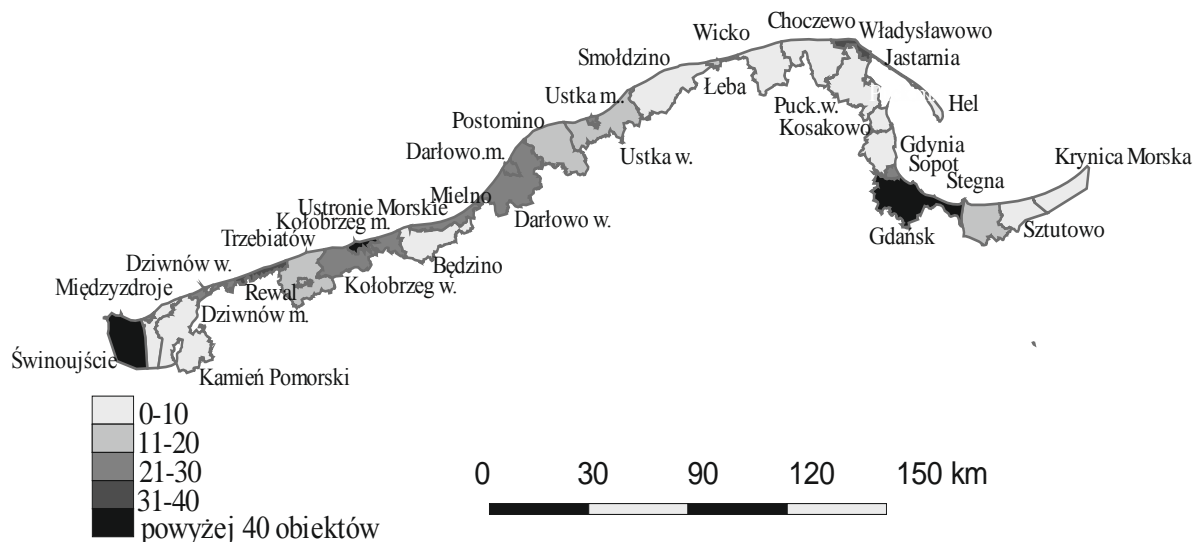 Choczewo
Wicko
Władysławowo
Smołdzino
Jastarnia
Łeba
Ustka m..
Hel
Puck.w.
Postomino
Kosakowo
Gdynia
Ustka w.
Darłowo.m.
Sopot
Krynica Morska
Stegna
Mielno
Ustronie Morskie
Kołobrzeg m.
Darłowo w.
Trzebiatów
Gdańsk
Sztutowo
Dziwnów w.
Będzino
Międzyzdroje
Rewal
Kołobrzeg w.
Dziwnów m.
Świnoujście
Kamień Pomorski
0-10
11-20
21-30
31-40
powyżej 40 obiektów
0 30 90 120 150 km